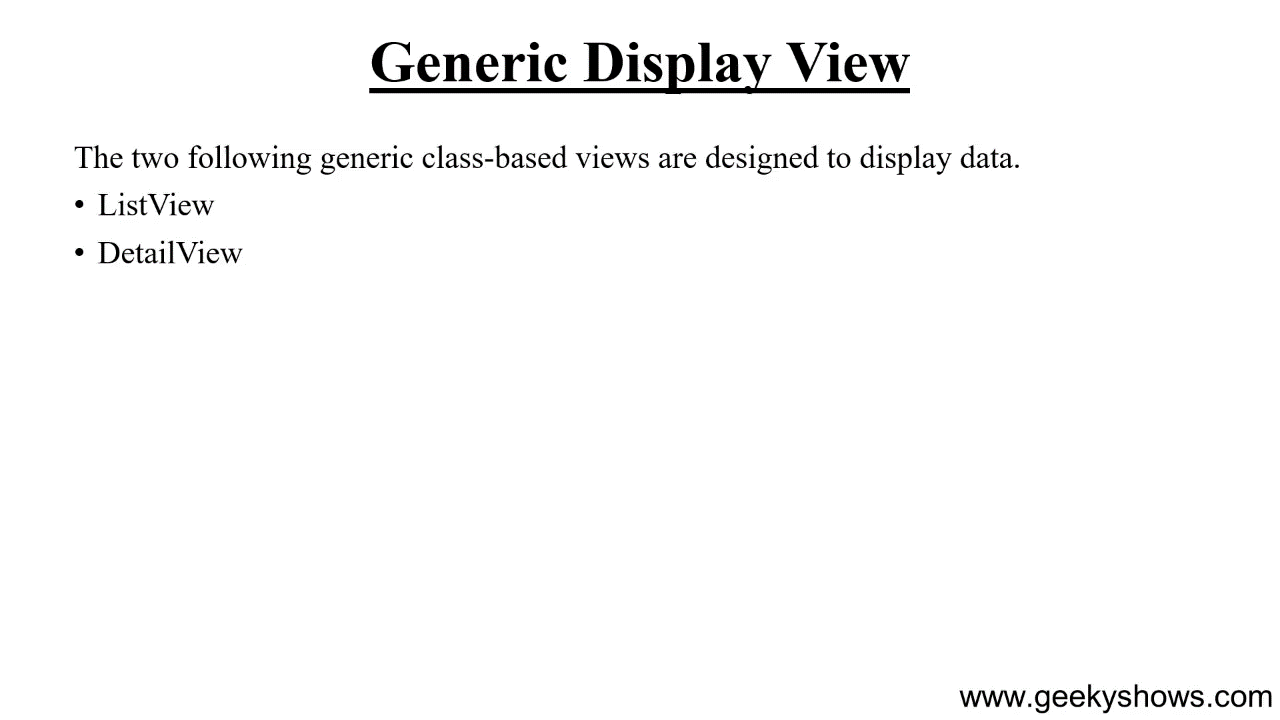 Generic Display View
The two following generic class-based views are designed to display data.
• ListView
• DetailView
www.geekyshows.com